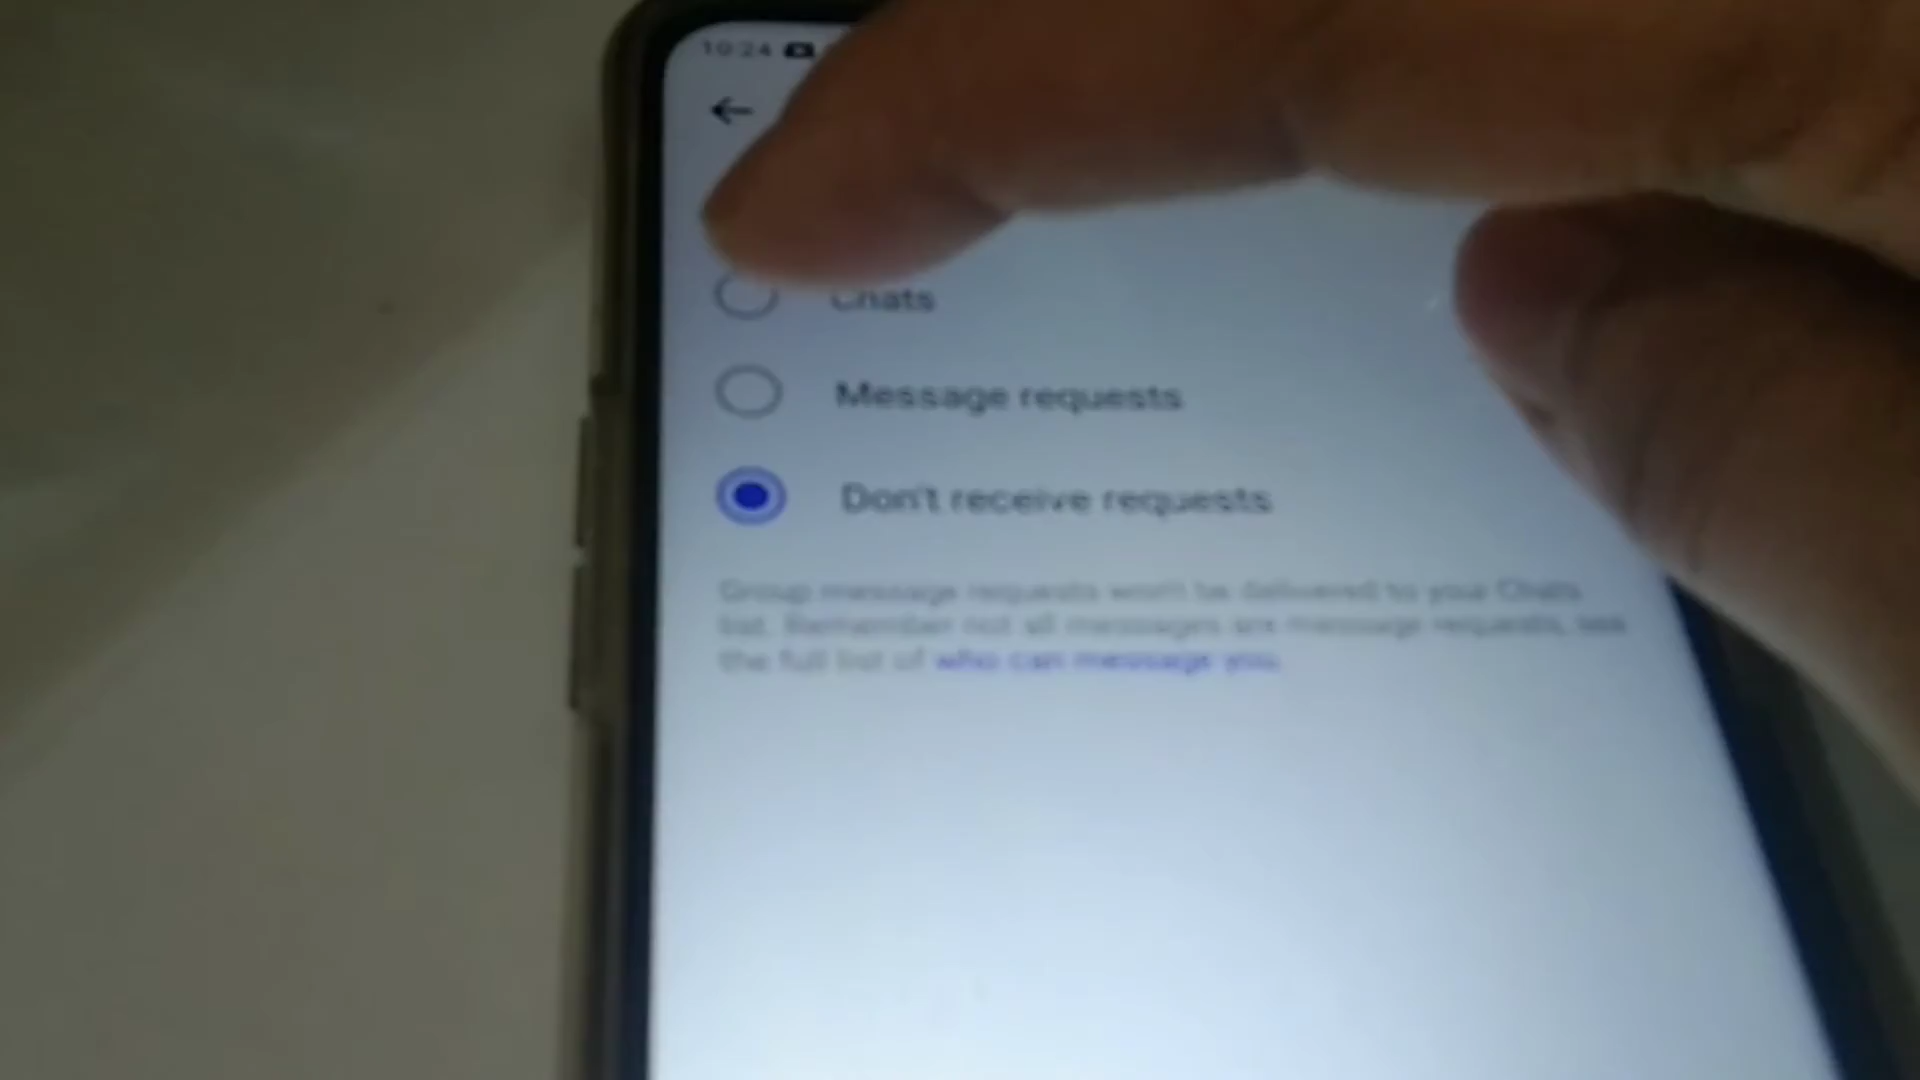 10:24
Chats
Message requests
Don't receive requests
Group message requests won't be delivered to your Chats
list. Remember not all messages are message requests, see
the full list of who can message you.